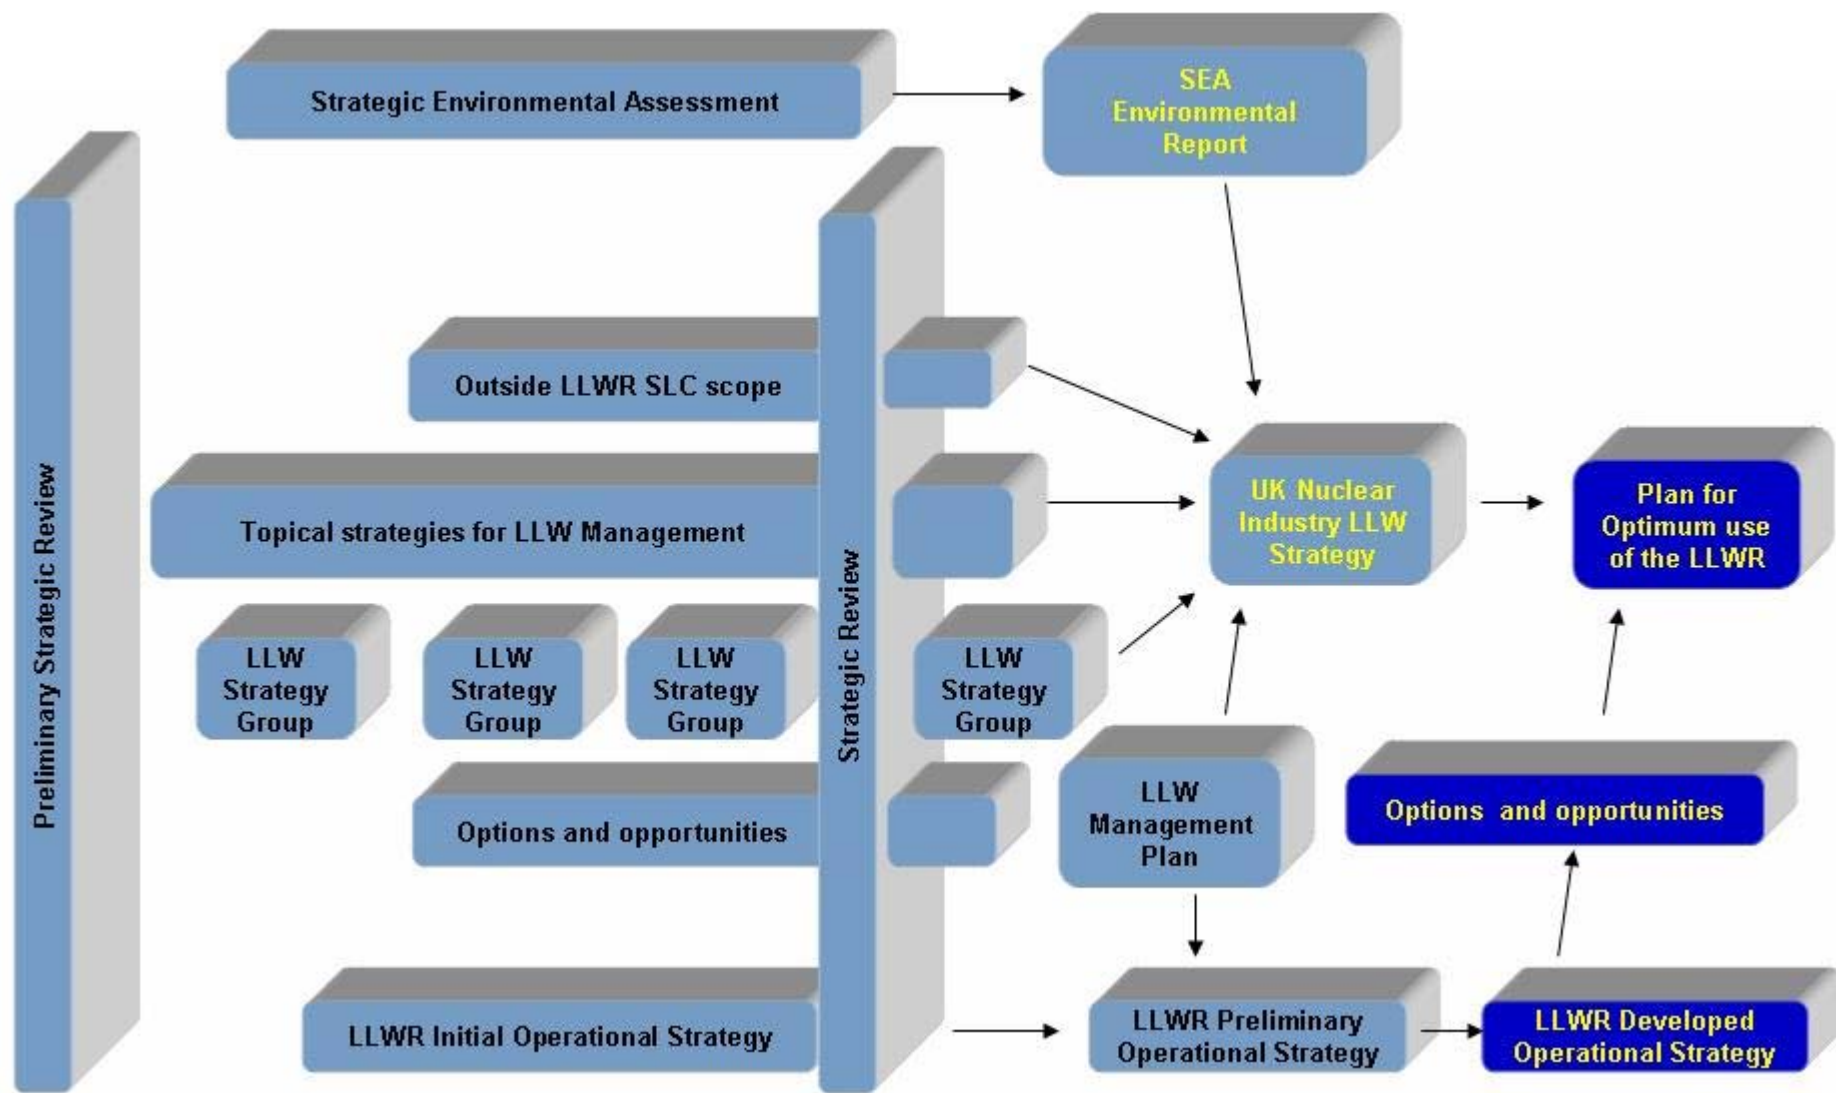 Strategic Environmental Assessment
SEA
Environmental
Report
Preliminary Strategic Review
Strategic Review
Outside LLWR SLC scope
Topical strategies for LLW Management
UK Nuclear
Industry LLW
Strategy
Plan for
Optimum use
of the LLWR
LLW
Strategy
Group
LLW
Strategy
Group
LLW
Strategy
Group
LLW
Strategy
Group
Options and opportunities
LLW
Management
Plan
Options and opportunities
LLWR Initial Operational Strategy
LLWR Preliminary
Operational Strategy
LLWR Developed
Operational Strategy